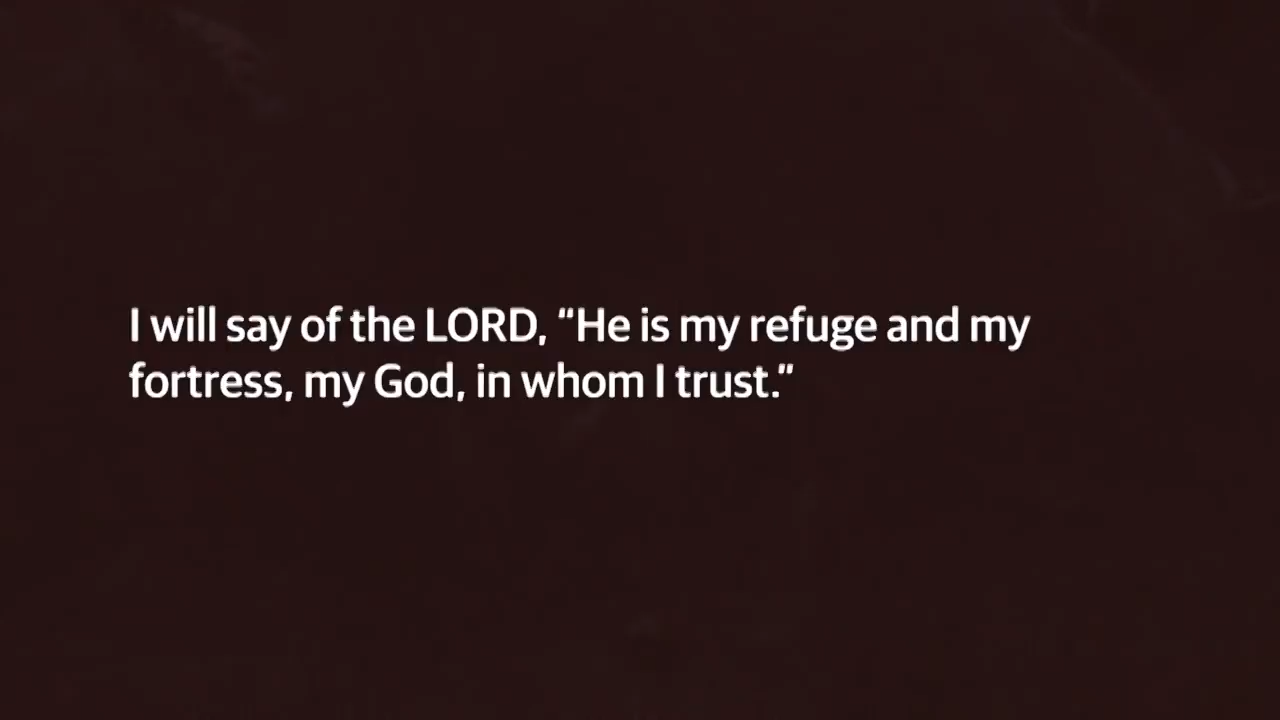 I will say of the LORD, “He is my refuge and my
fortress, my God, in whom I trust.”